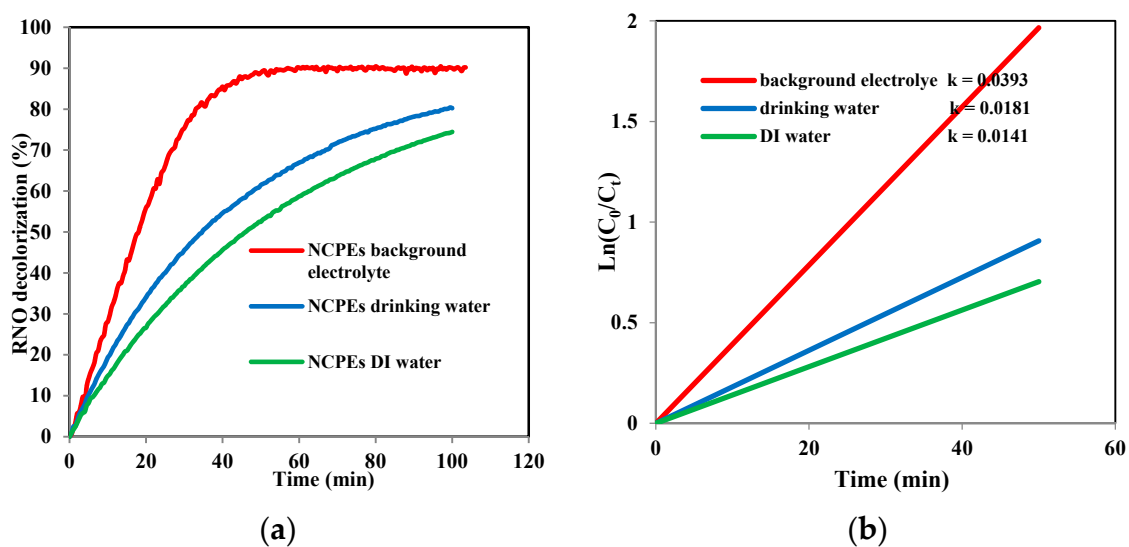 100
90
80
70
60
50
40
30
20
10
0
RNO decolorization (%)
NCPEs background
electrolyte
NCPEs drinking water
NCPEs DI water
0 20 40 60 80 100 120
Time (min)
(a)
2
1.5
1
0.5
0
Ln(C₀/Cₜ)
background electrolye k = 0.0393
drinking water k = 0.0181
DI water k = 0.0141
0 20 40 60
Time (min)
(b)